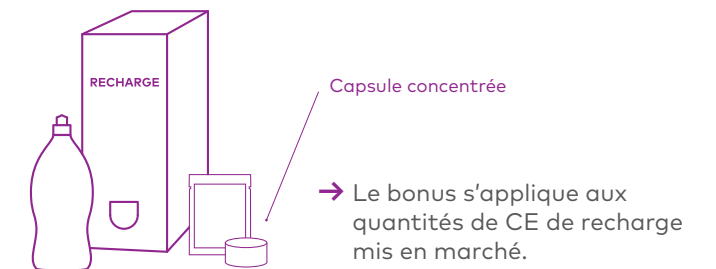 RECHARGE
Capsule concentrée
→ Le bonus s'applique aux
quantités de CE de recharge
mis en marché.